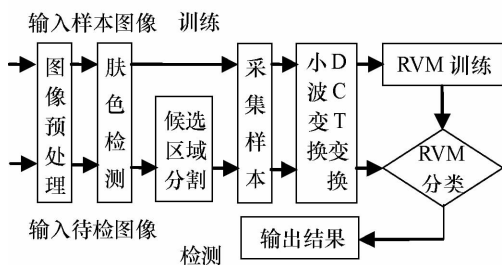 输入样本图像 训练
图像预处理
肤色检测
候选区域分割
采集样本
小波变换
DCT变换
RVM 训练
RVM
分类
输入待检图像
检测
输出结果